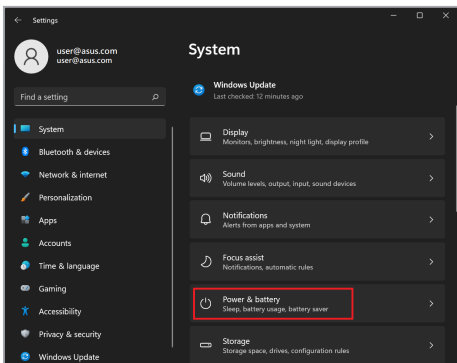 Settings
user@asus.com
user@asus.com
Find a setting
System
Bluetooth & devices
Network & internet
Personalization
Apps
Accounts
Time & language
Gaming
Accessibility
Privacy & security
Windows Update
System
Windows Update
Last checked: 12 minutes ago
Display
Monitors, brightness, night light, display profile
Sound
Volume levels, output, input, sound devices
Notifications
Alerts from apps and system
Focus assist
Notifications, automatic rules
Power & battery
Sleep, battery usage, battery saver
Storage
Storage space, drives, configuration rules